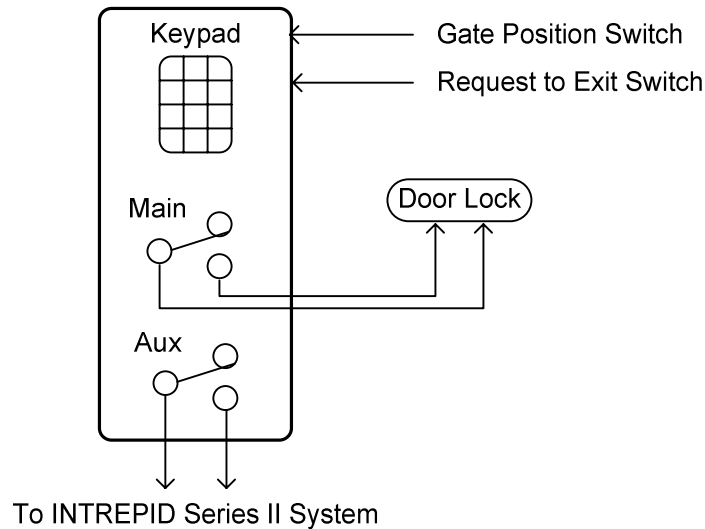 Keypad
Gate Position Switch
Request to Exit Switch
Door Lock
Main
Aux
To INTREPID Series II System